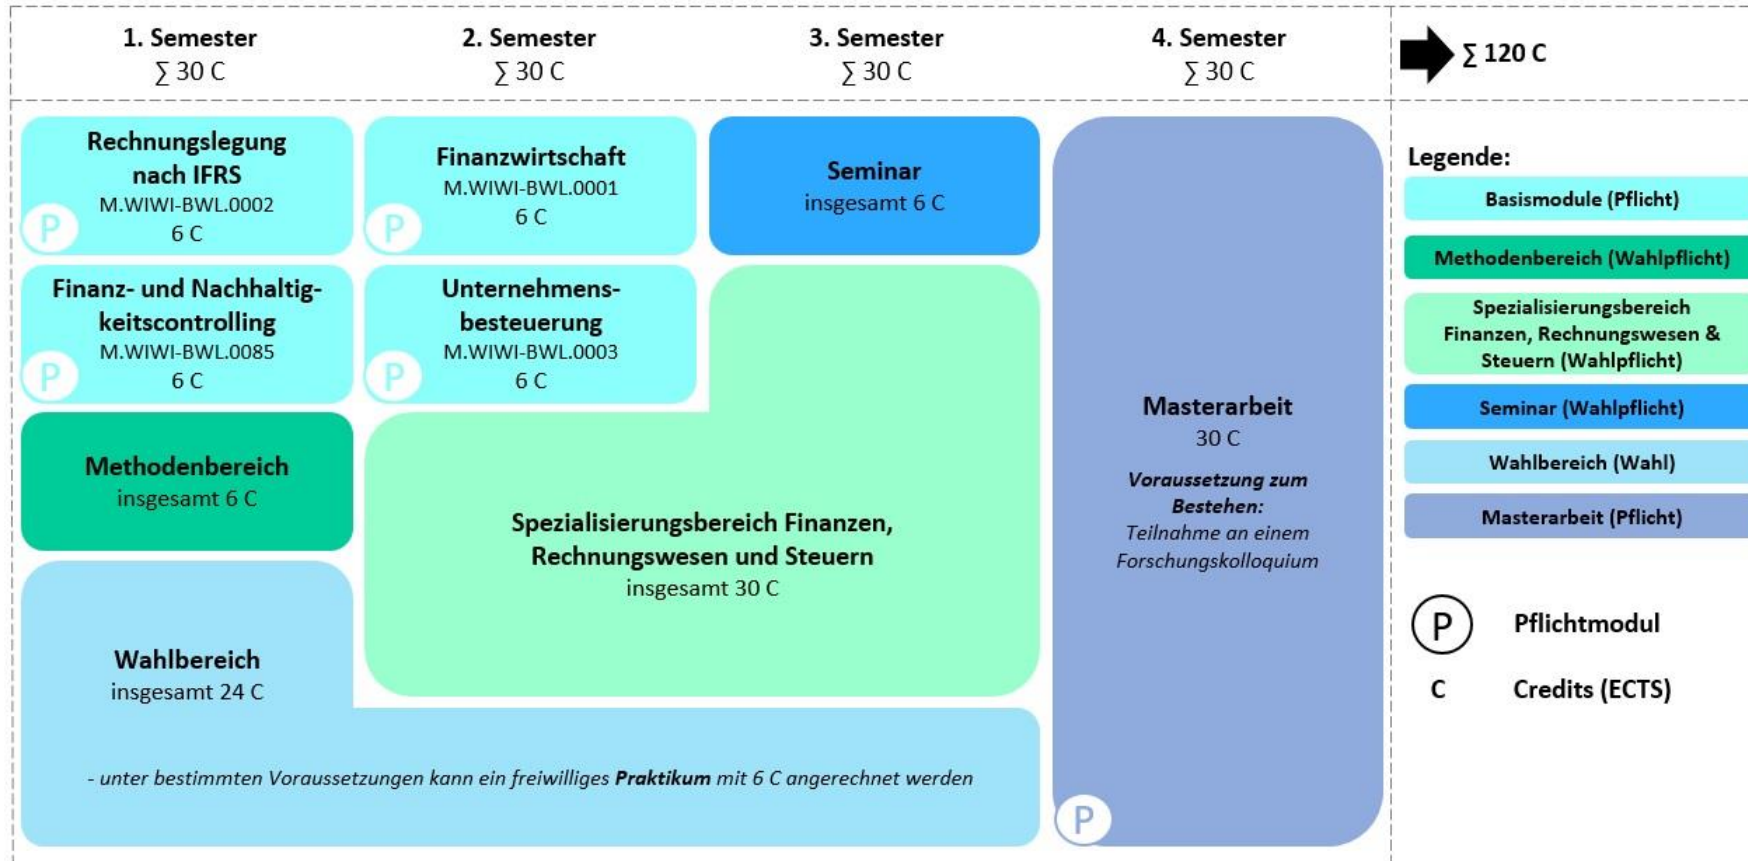 1. Semester
∑ 30 C
2. Semester
∑ 30 C
3. Semester
∑ 30 C
4. Semester
∑ 30 C
∑ 120 C
Rechnungslegung
nach IFRS
M.WIWI-BWL.0002
6 C
P
Finanz- und Nachhaltig-
keitscontrolling
M.WIWI-BWL.0085
6 C
P
Methodenbereich
insgesamt 6 C
Wahlbereich
insgesamt 24 C
- unter bestimmten Voraussetzungen kann ein freiwilliges Praktikum mit 6 C angerechnet werden
Finanzwirtschaft
M.WIWI-BWL.0001
6 C
P
Unternehmens-
besteuerung
M.WIWI-BWL.0003
6 C
P
Spezialisierungsbereich Finanzen,
Rechnungswesen und Steuern
insgesamt 30 C
Seminar
insgesamt 6 C
Masterarbeit
30 C
Voraussetzung zum
Bestehen:
Teilnahme an einem
Forschungskolloquium
P
Legende:
Basismodule (Pflicht)
Methodenbereich (Wahlpflicht)
Spezialisierungsbereich
Finanzen, Rechnungswesen &
Steuern (Wahlpflicht)
Seminar (Wahlpflicht)
Wahlbereich (Wahl)
Masterarbeit (Pflicht)
P Pflichtmodul
C Credits (ECTS)